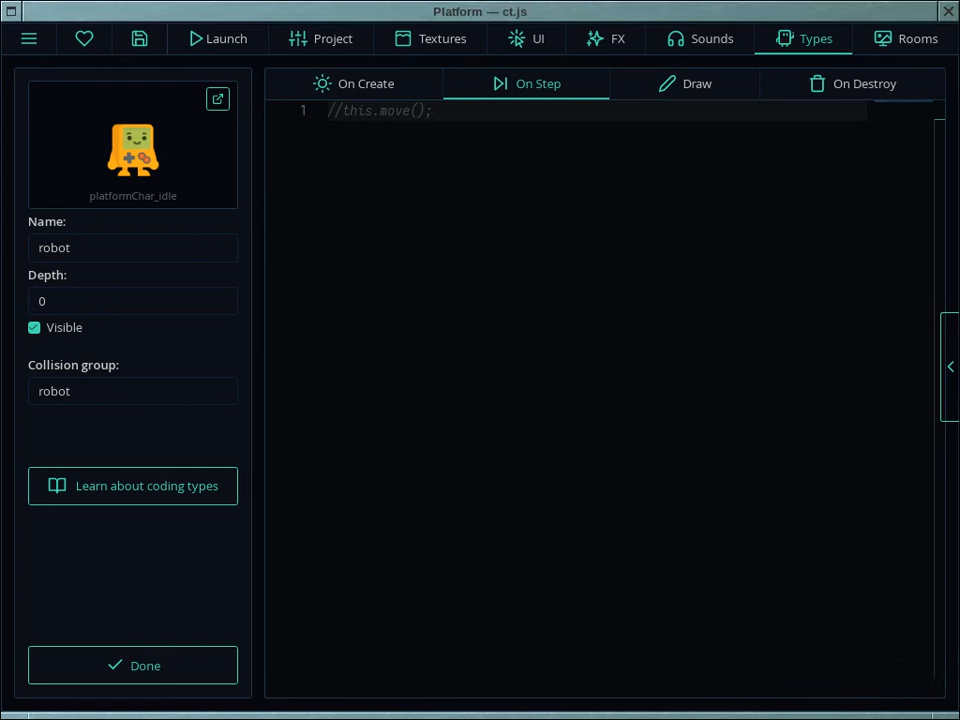 Platform — ct.js
Launch
Project
Textures
UI
FX
Sounds
Types
Rooms
platformChar_idle
Name:
robot
Depth:
0
Visible
Collision group:
robot
Learn about coding types
Done
On Create
On Step
Draw
On Destroy
1 //this.move();